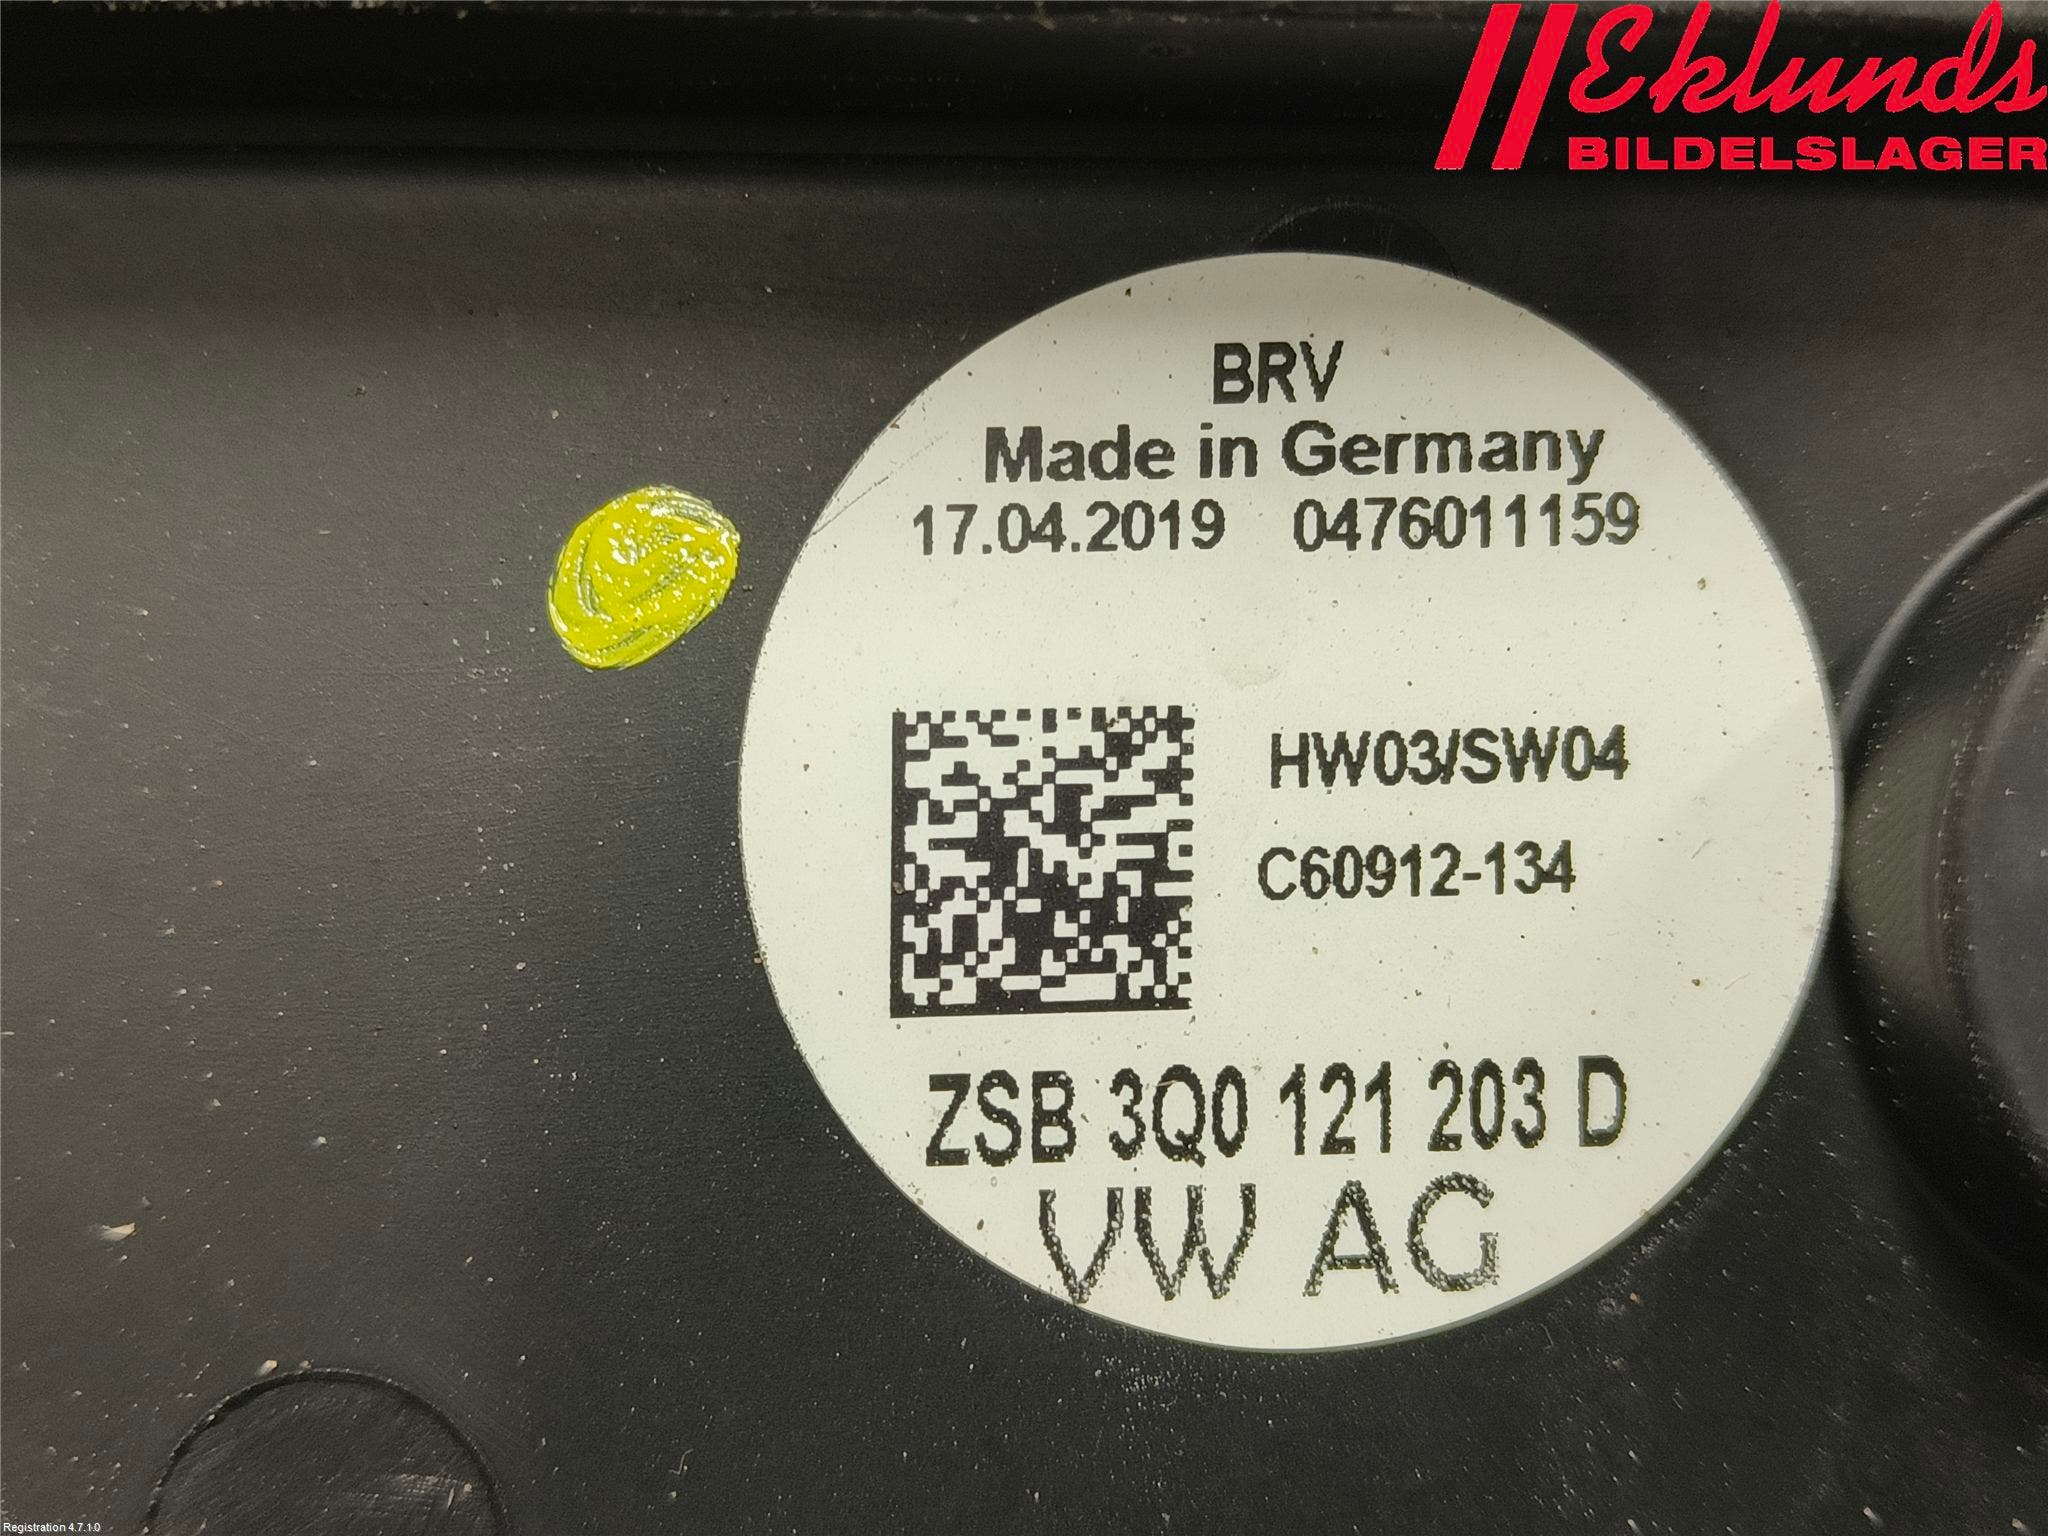 Eklunds
BILDELSLAGER
BRV
Made in Germany
17.04.2019 0476011159
HW03/SW04
C60912-134
ZSB 3Q0 121 203 D
VW AG
Registration 4.7.1.0